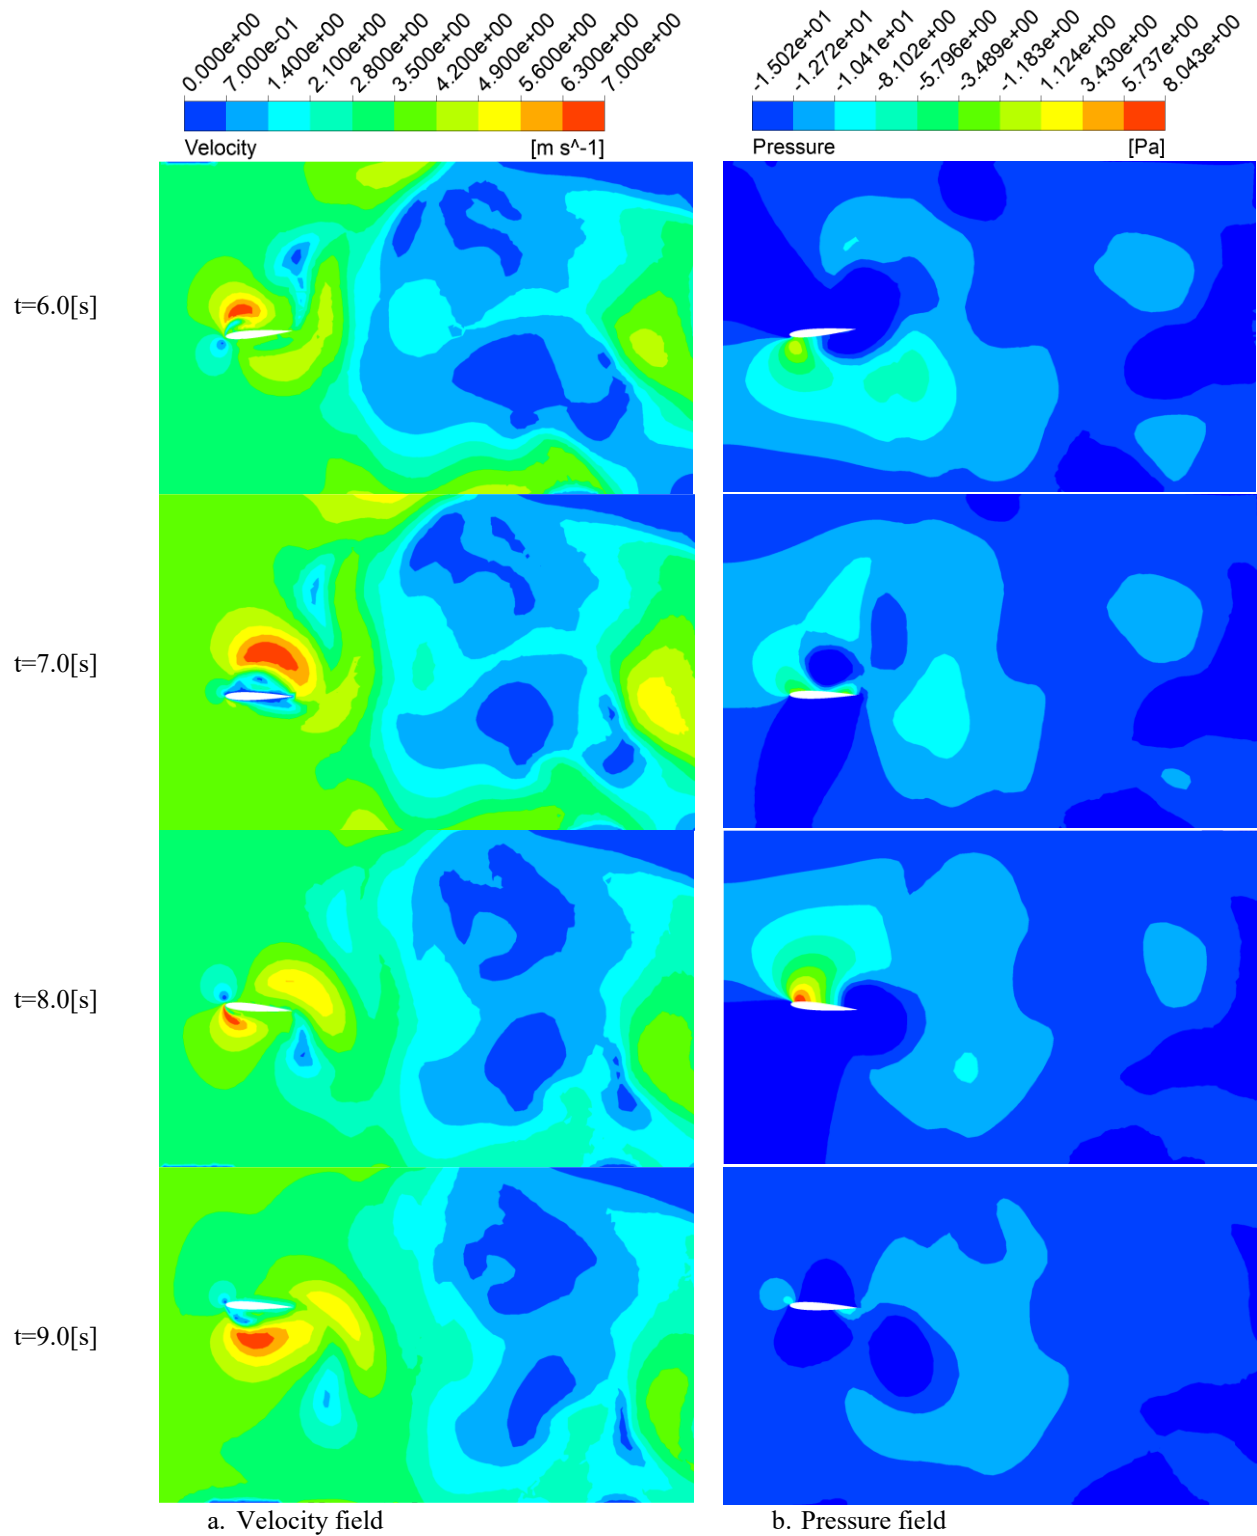 0.000e+00
7.000e-01
1.400e+00
2.100e+00
2.800e+00
3.500e+00
4.200e+00
4.900e+00
5.600e+00
6.300e+00
7.000e+00
Velocity [m s^-1]
-1.502e+01
-1.272e+01
-1.041e+01
-8.102e+00
-5.796e+00
-3.489e+00
-1.183e+00
1.124e+00
3.430e+00
5.737e+00
8.043e+00
Pressure [Pa]
t=6.0[s]
t=7.0[s]
t=8.0[s]
t=9.0[s]
a. Velocity field
b. Pressure field